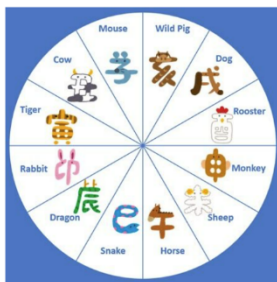 Mouse
子
Wild Pig
亥
Dog
戌
Rooster
酉
Monkey
申
Sheep
未
Horse
午
Snake
巳
Dragon
辰
Rabbit
卯
Tiger
寅
Cow
丑